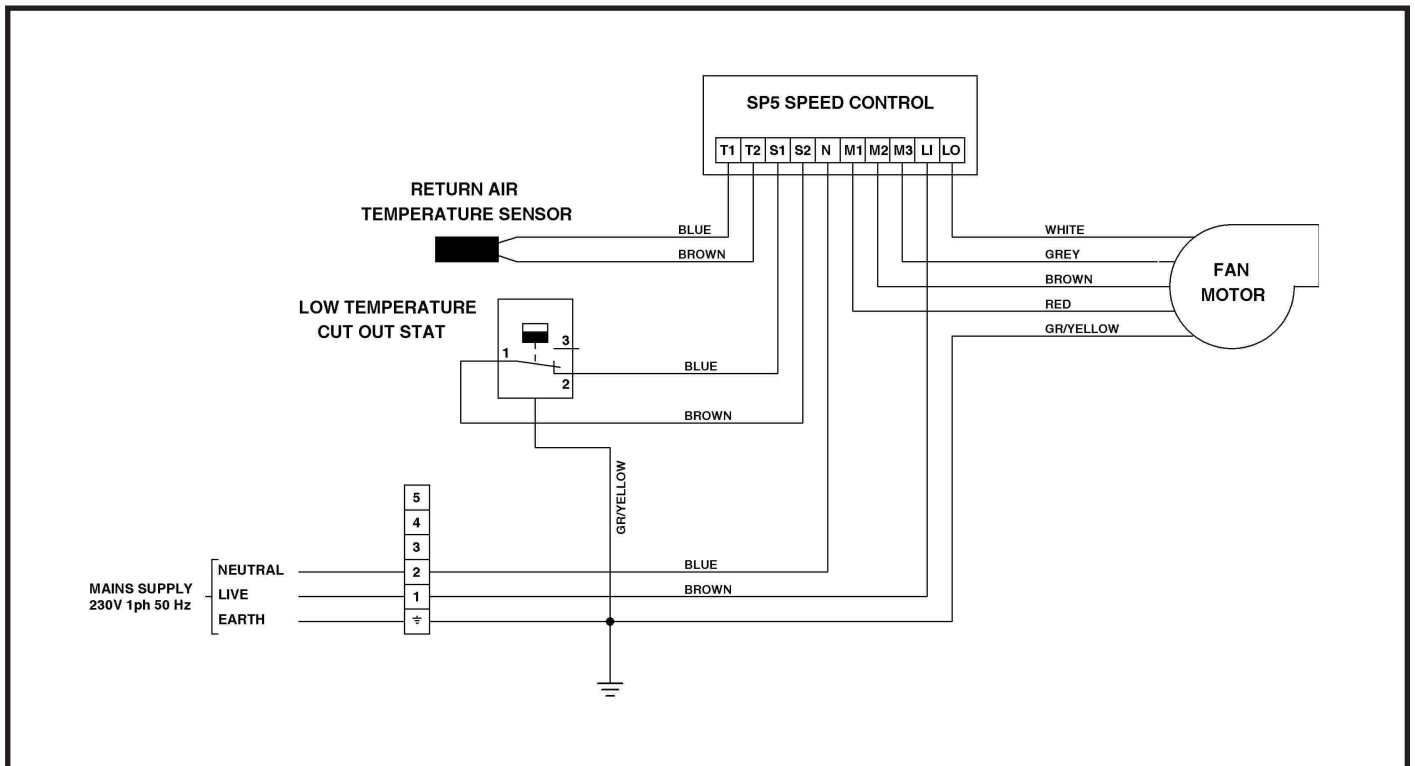 SP5 SPEED CONTROL
T1 T2 S1 S2 N M1 M2 M3 LI LO
RETURN AIR
TEMPERATURE SENSOR
BLUE
BROWN
WHITE
GREY
BROWN
RED
GR/YELLOW
FAN
MOTOR
LOW TEMPERATURE
CUT OUT STAT
3
1
2
BLUE
BROWN
GR/YELLOW
5
4
3
2
1
MAINS SUPPLY
230V 1ph 50 Hz
NEUTRAL
LIVE
EARTH
BLUE
BROWN